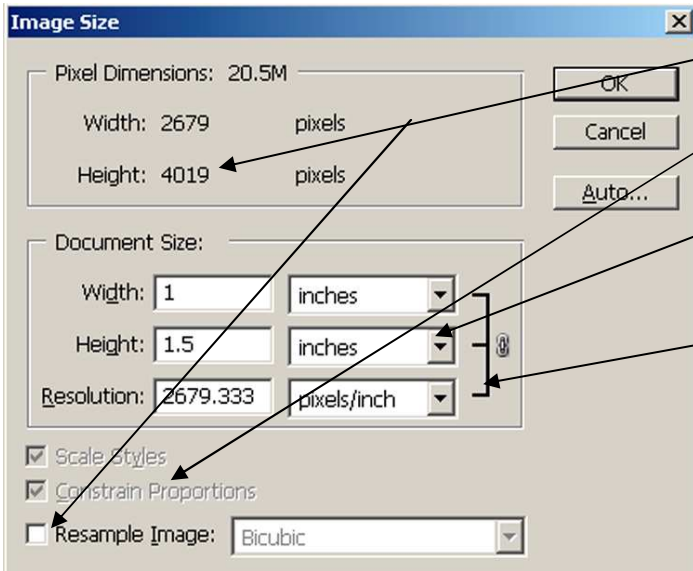 Image Size
Pixel Dimensions: 20.5M
OK
Width: 2679 pixels
Cancel
Height: 4019 pixels
Auto...
Document Size:
Width: 1 inches
Height: 1.5 inches
Resolution: 2679.333 pixels/inch
Scale Styles
Constrain Proportions
Resample Image: Bicubic